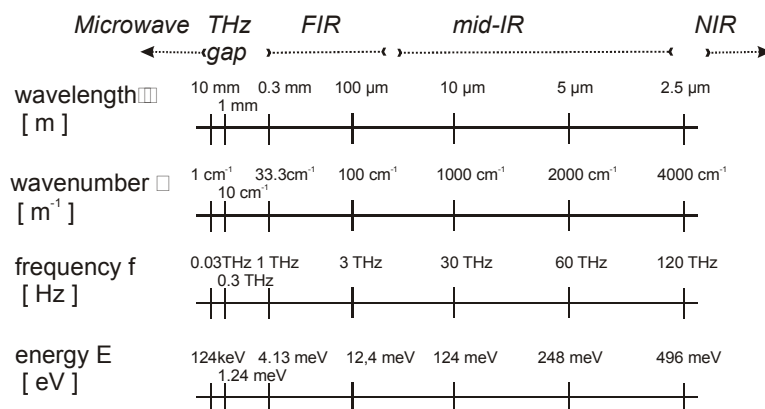 Microwave THz gap FIR mid-IR NIR
wavelength □□
[ m ]
10 mm 0.3 mm 100 µm 10 µm 5 µm 2.5 µm
1 mm
wavenumber □
[ m⁻¹ ]
1 cm⁻¹ 33.3cm⁻¹ 100 cm⁻¹ 1000 cm⁻¹ 2000 cm⁻¹ 4000 cm⁻¹
10 cm⁻¹
frequency f
[ Hz ]
0.03THz 1 THz 3 THz 30 THz 60 THz 120 THz
0.3 THz
energy E
[ eV ]
124keV 4.13 meV 12,4 meV 124 meV 248 meV 496 meV
1.24 meV